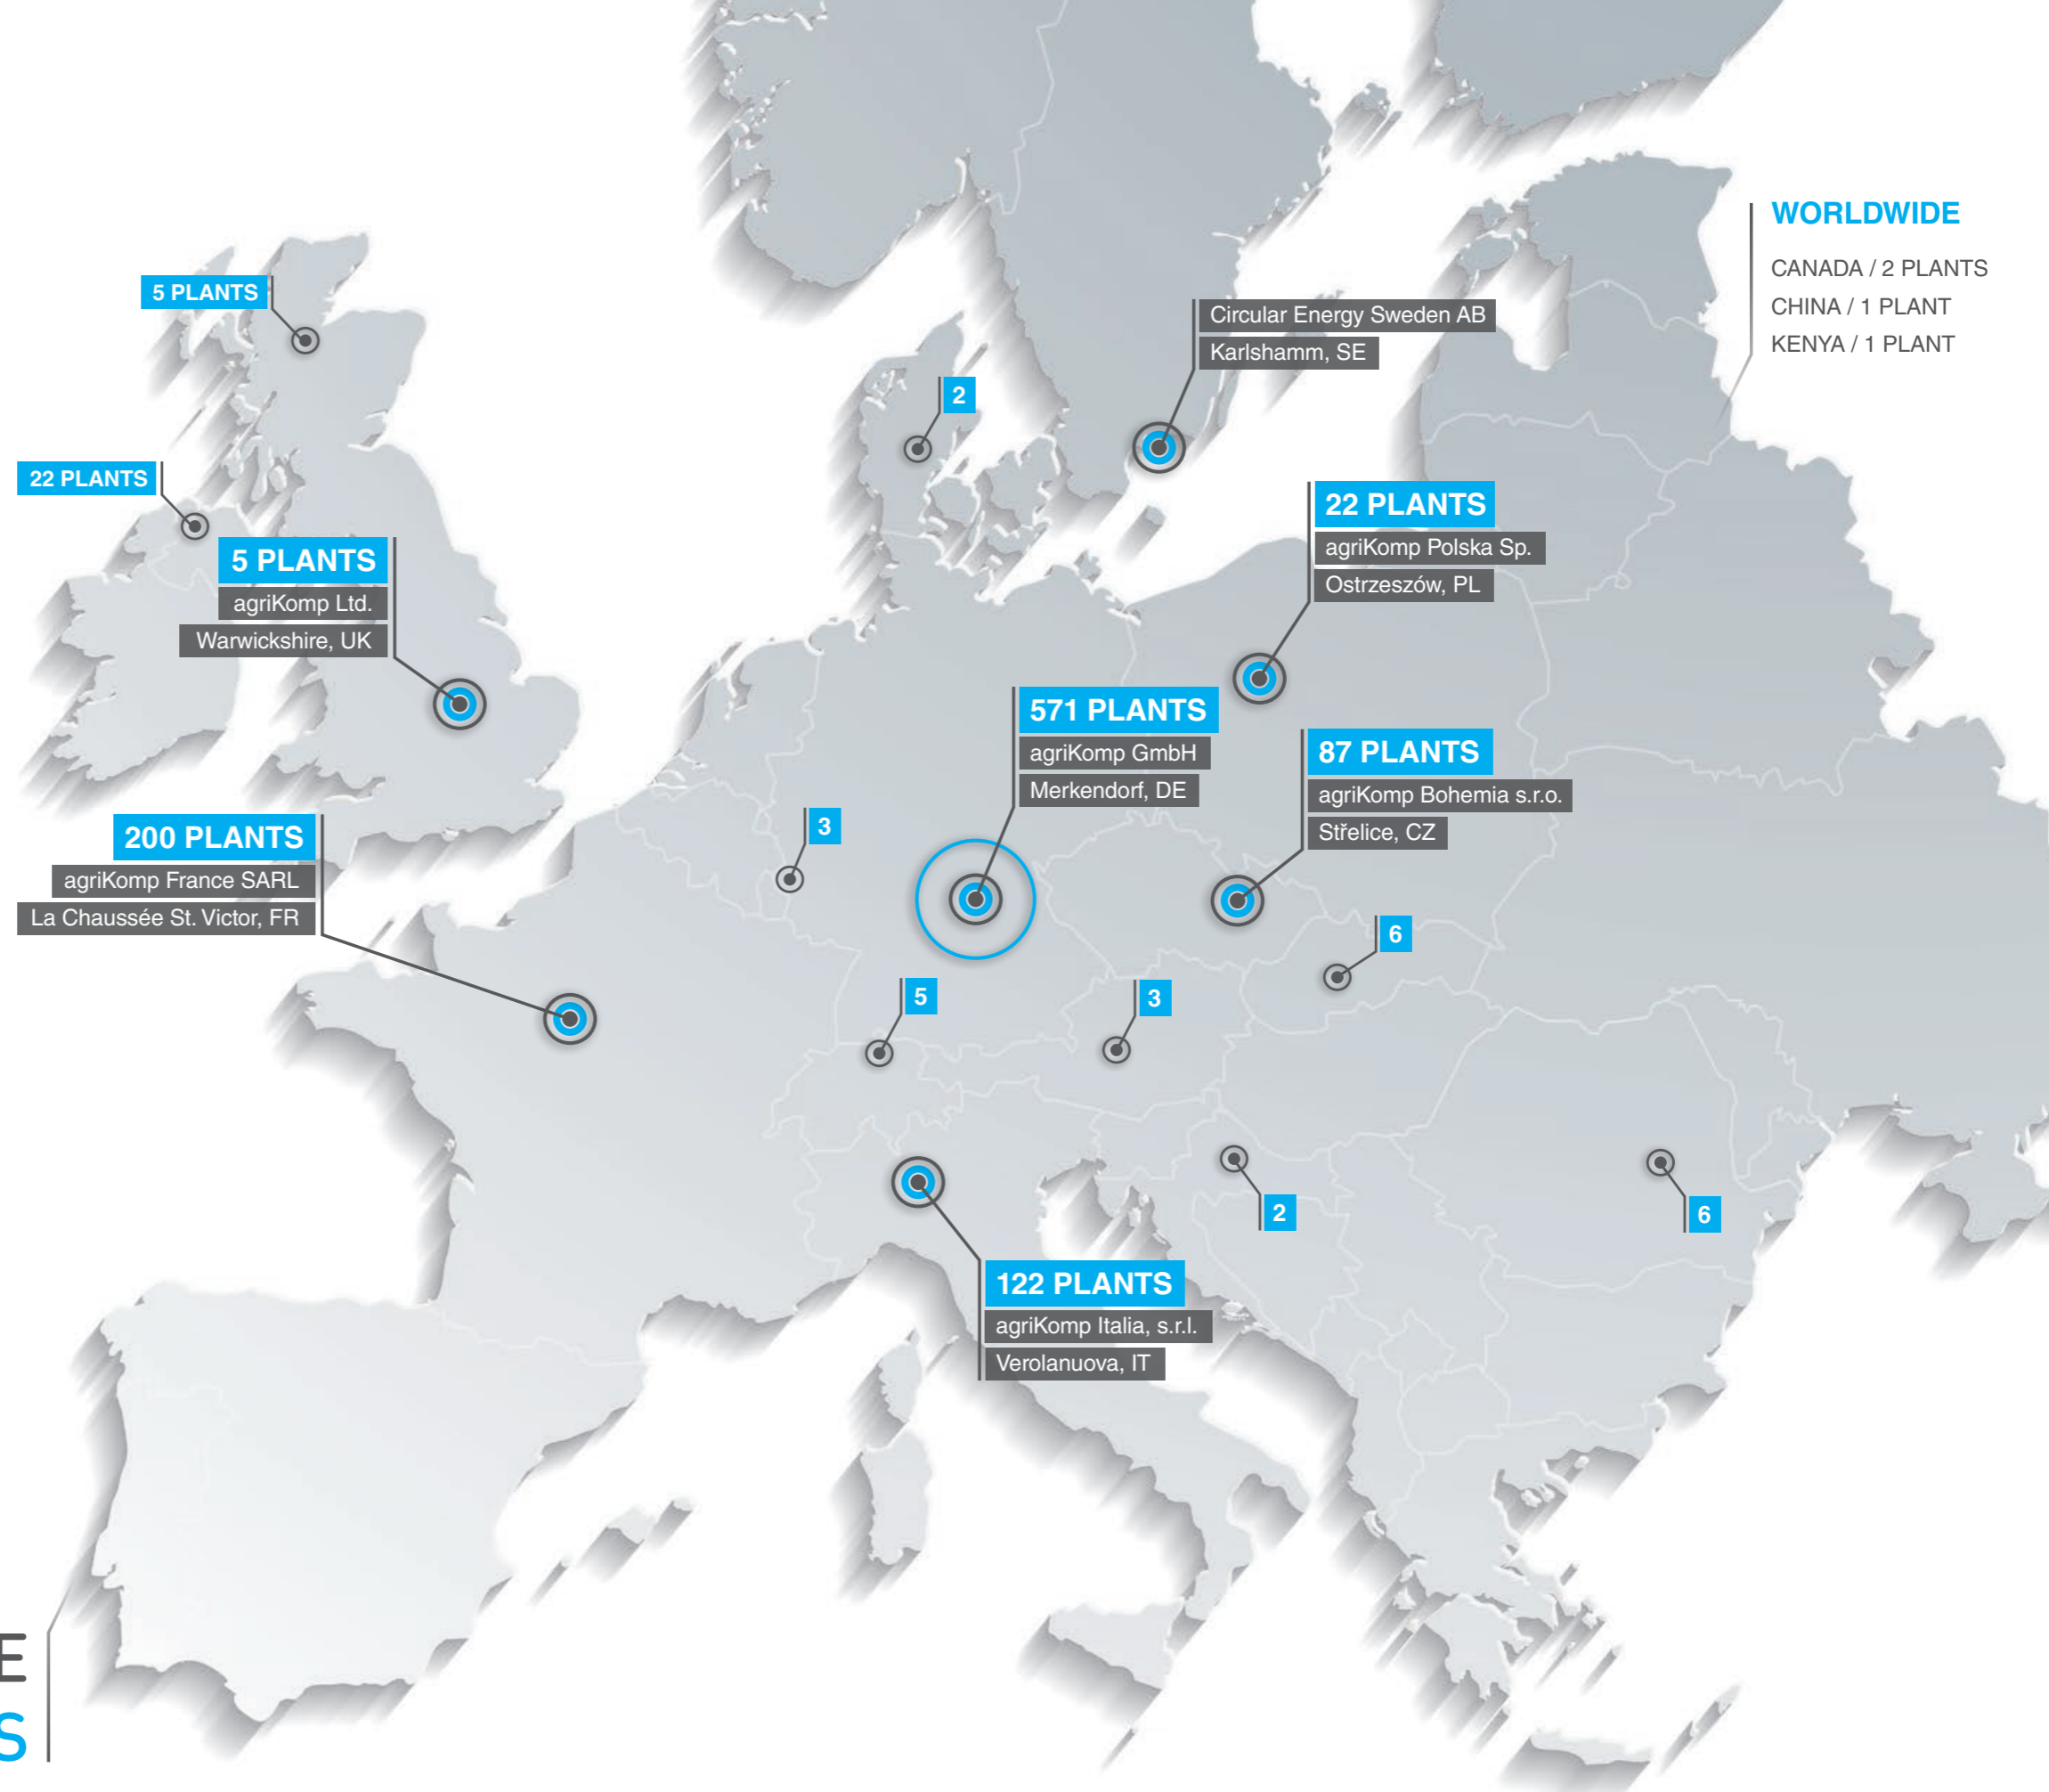 WORLDWIDE
CANADA / 2 PLANTS
CHINA / 1 PLANT
KENYA / 1 PLANT
5 PLANTS
Circular Energy Sweden AB
Karlshamm, SE
2
22 PLANTS
22 PLANTS
agriKomp Polska Sp.
Ostrzeszów, PL
5 PLANTS
agriKomp Ltd.
Warwickshire, UK
571 PLANTS
agriKomp GmbH
Merkendorf, DE
87 PLANTS
agriKomp Bohemia s.r.o.
Střelice, CZ
3
200 PLANTS
agriKomp France SARL
La Chaussée St. Victor, FR
6
5
3
2
6
122 PLANTS
agriKomp Italia, s.r.l.
Verolanuova, IT
E
S